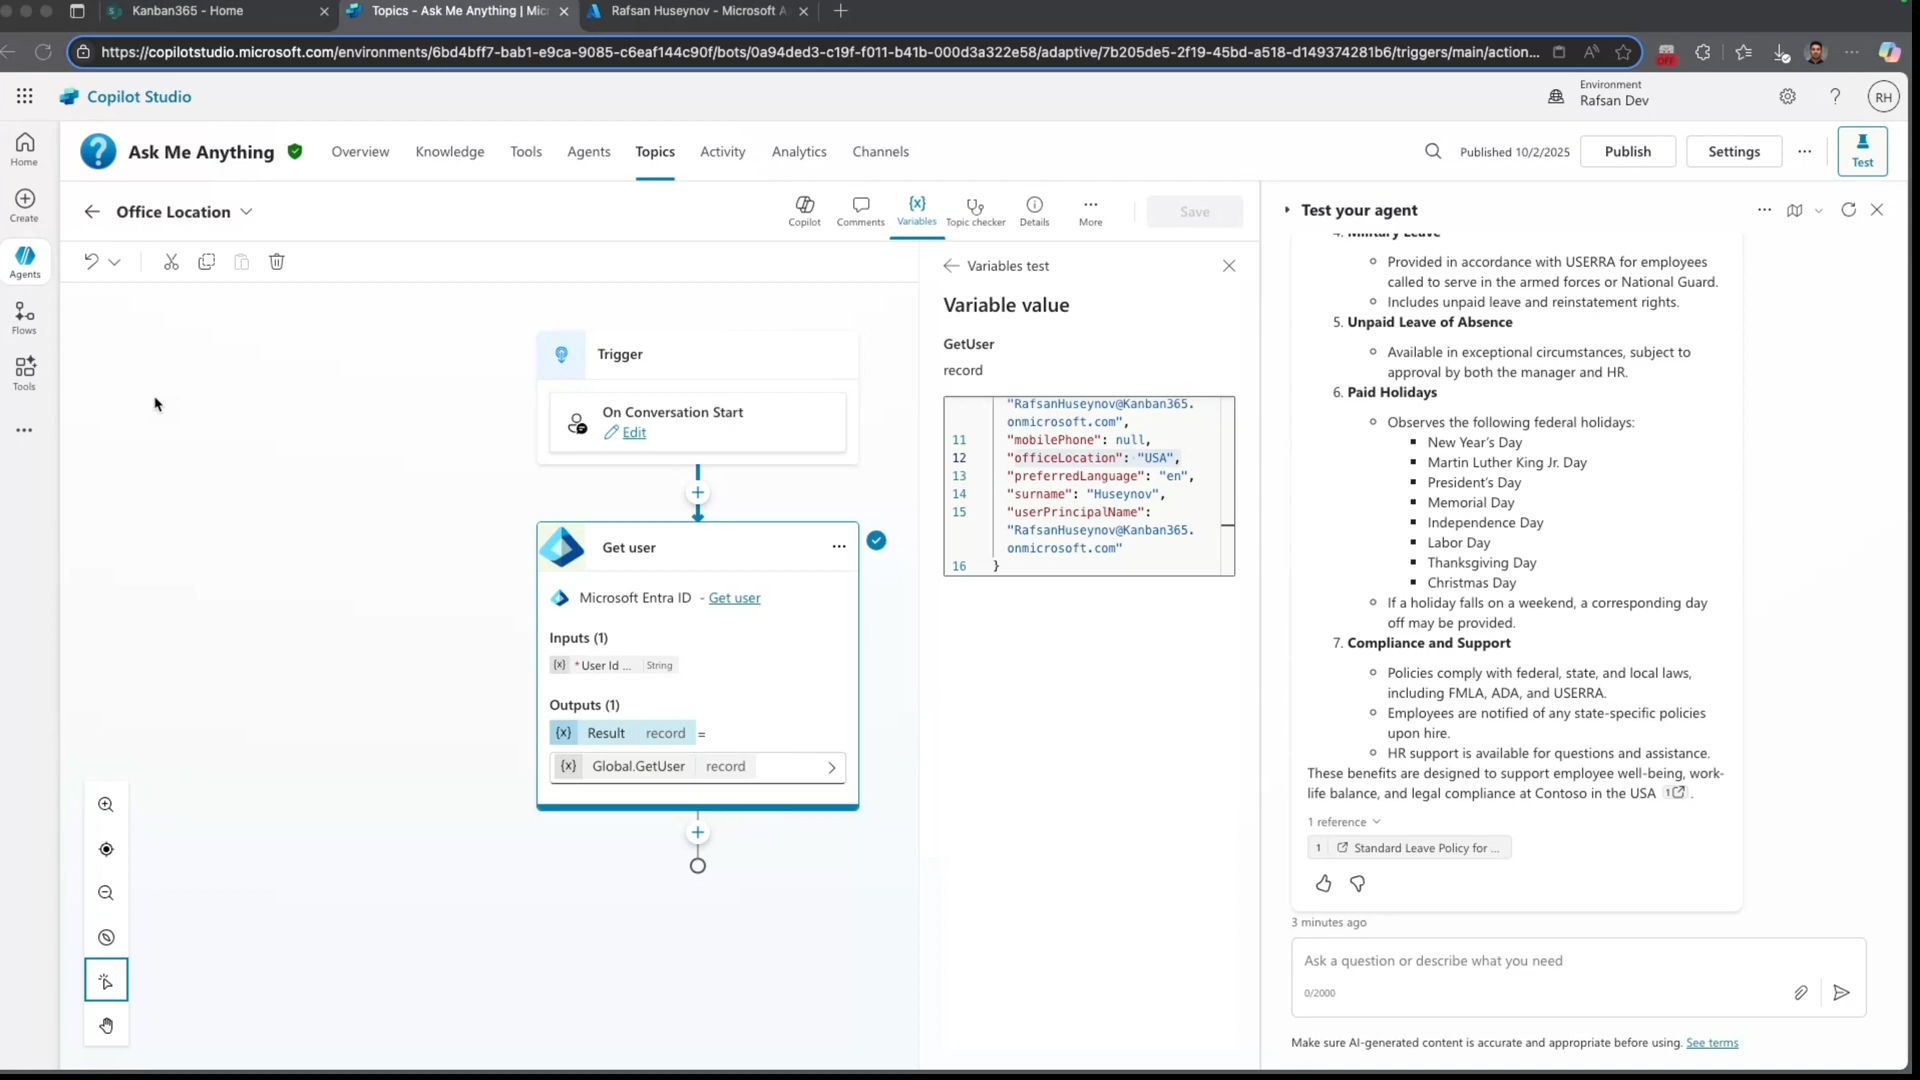 Kanban365 - Home
Topics - Ask Me Anything | Mic
Rafsan Huseynov - Microsoft A
https://copilotstudio.microsoft.com/environments/6bd4bff7-bab1-e9ca-9085-c6eaf144c90f/bots/0a94ded3-c19f-f011-b41b-000d3a322e58/adaptive/7b205de5-2f19-45bd-a518-d149374281b6/triggers/main/action...
OFF
Copilot Studio
Environment
Rafsan Dev
RH
Home
Create
Agents
Flows
Tools
Ask Me Anything
Overview
Knowledge
Tools
Agents
Topics
Activity
Analytics
Channels
Published 10/2/2025
Publish
Settings
Test
Office Location
Copilot
Comments
{x}
Variables
Topic checker
Details
More
Save
Trigger
On Conversation Start
Edit
Get user
Microsoft Entra ID - Get user
Inputs (1)
{x} *User Id ... String
Outputs (1)
{x} Result record =
{x} Global.GetUser record
Variables test
Variable value
GetUser
record
"RafsanHuseynov@Kanban365.
onmicrosoft.com",
11 "mobilePhone": null,
12 "officeLocation": "USA",
13 "preferredLanguage": "en",
14 "surname": "Huseynov",
15 "userPrincipalName":
"RafsanHuseynov@Kanban365.
onmicrosoft.com"
16 }
Test your agent
4. Military Leave
Provided in accordance with USERRA for employees
called to serve in the armed forces or National Guard.
Includes unpaid leave and reinstatement rights.
5. Unpaid Leave of Absence
Available in exceptional circumstances, subject to
approval by both the manager and HR.
6. Paid Holidays
Observes the following federal holidays:
New Year's Day
Martin Luther King Jr. Day
President's Day
Memorial Day
Independence Day
Labor Day
Thanksgiving Day
Christmas Day
If a holiday falls on a weekend, a corresponding day
off may be provided.
7. Compliance and Support
Policies comply with federal, state, and local laws,
including FMLA, ADA, and USERRA.
Employees are notified of any state-specific policies
upon hire.
HR support is available for questions and assistance.
These benefits are designed to support employee well-being, work-
life balance, and legal compliance at Contoso in the USA 1 .
1 reference
1 Standard Leave Policy for ...
3 minutes ago
Ask a question or describe what you need
0/2000
Make sure AI-generated content is accurate and appropriate before using. See terms